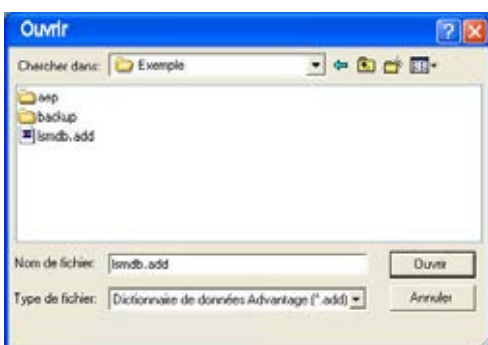 Ouvrir
Chercher dans: Exemple
aep
backup
lsmdb.add
Nom de fichier: lsmdb.add Ouvrir
Type de fichier: Dictionnaire de données Advantage (*.add) Annuler